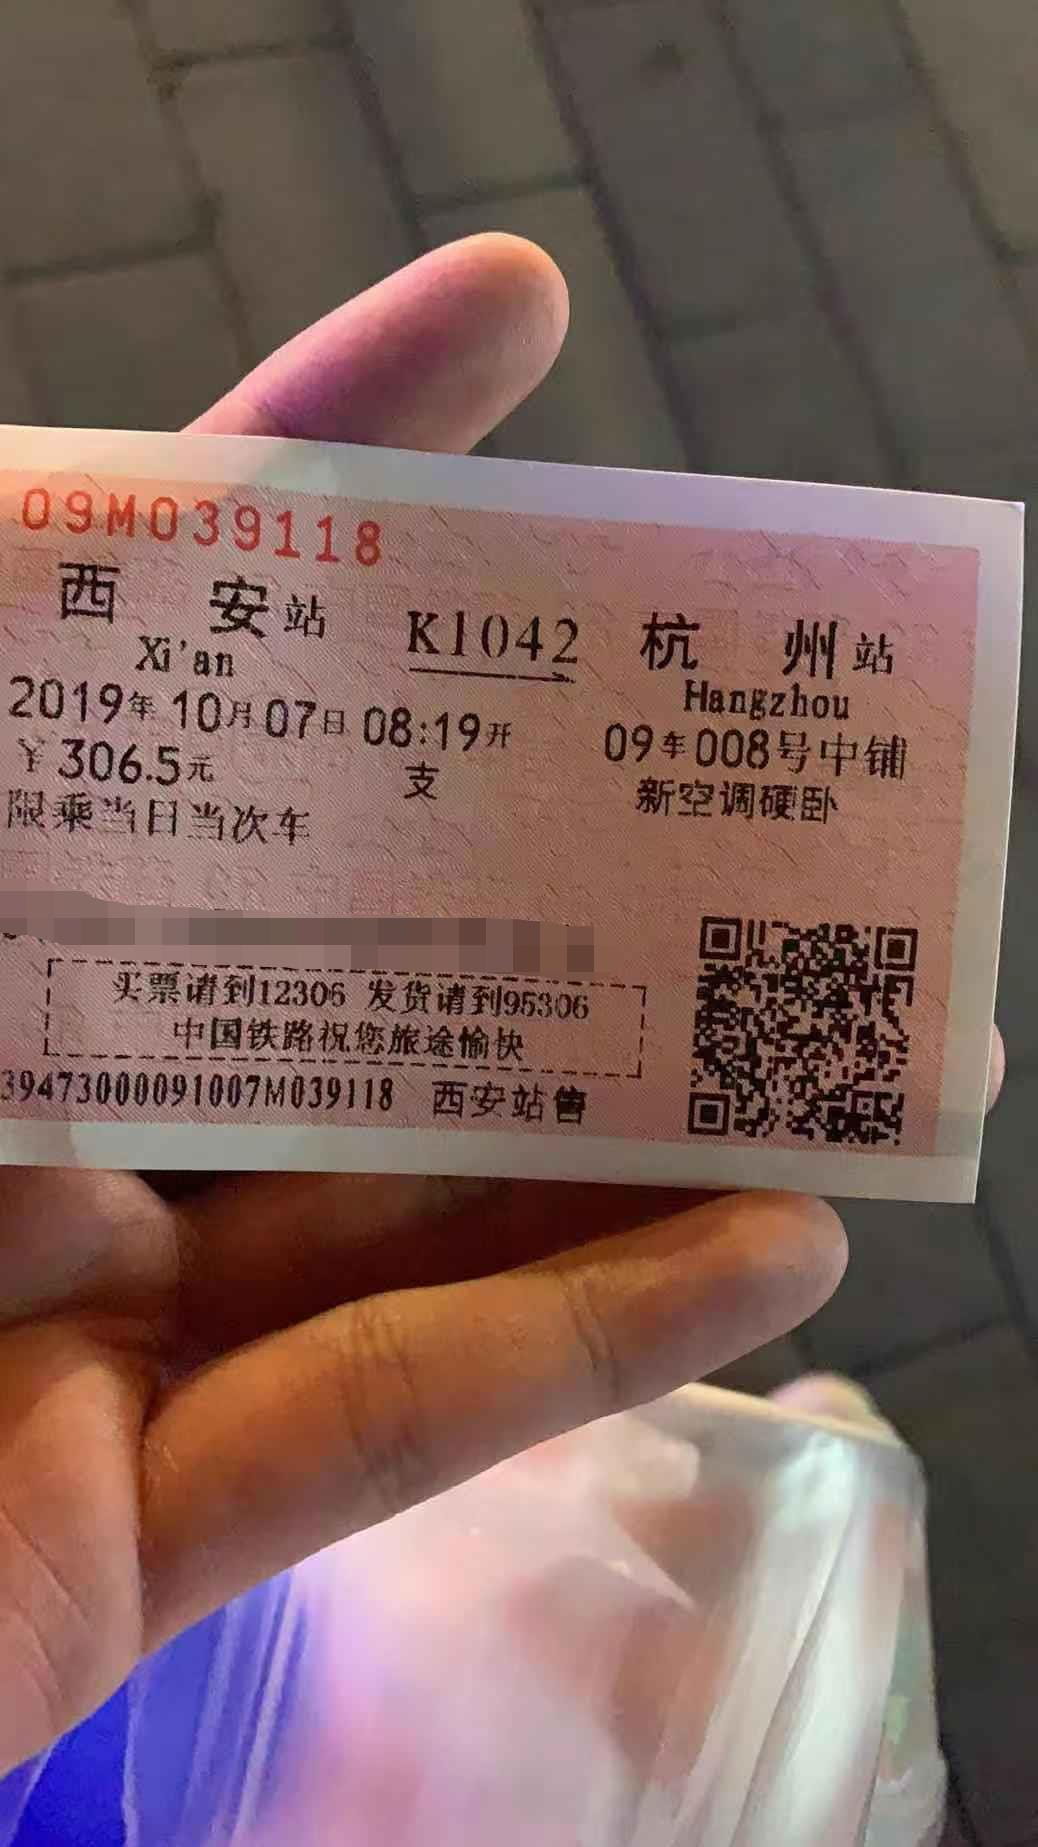 09M039118
西安站 K1042 杭州站
Xi'an Hangzhou
2019年10月07日08:19开 09车008号中铺
¥306.5元 支 新空调硬卧
限乘当日当次车
买票请到12306 发货请到95306
中国铁路祝您旅途愉快
39473000091007M039118 西安站售